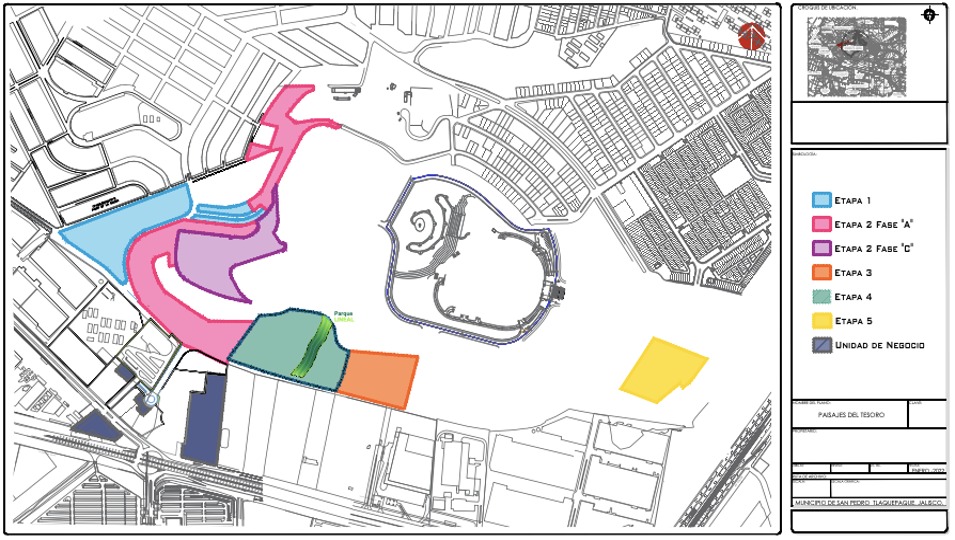 CROQUIS DE UBICACIÓN.
Parque
LINEAL
SIMBOLOGIA:
ETAPA 1
ETAPA 2 FASE "A"
ETAPA 2 FASE "C"
ETAPA 3
ETAPA 4
ETAPA 5
UNIDAD DE NEGOCIO
NOMBRE DEL PLANO:
CLAVE:
PAISAJES DEL TESORO
PROPIETARIO:
ENERO - 2022
MUNICIPIO DE SAN PEDRO TLAQUEPAQUE, JALISCO.